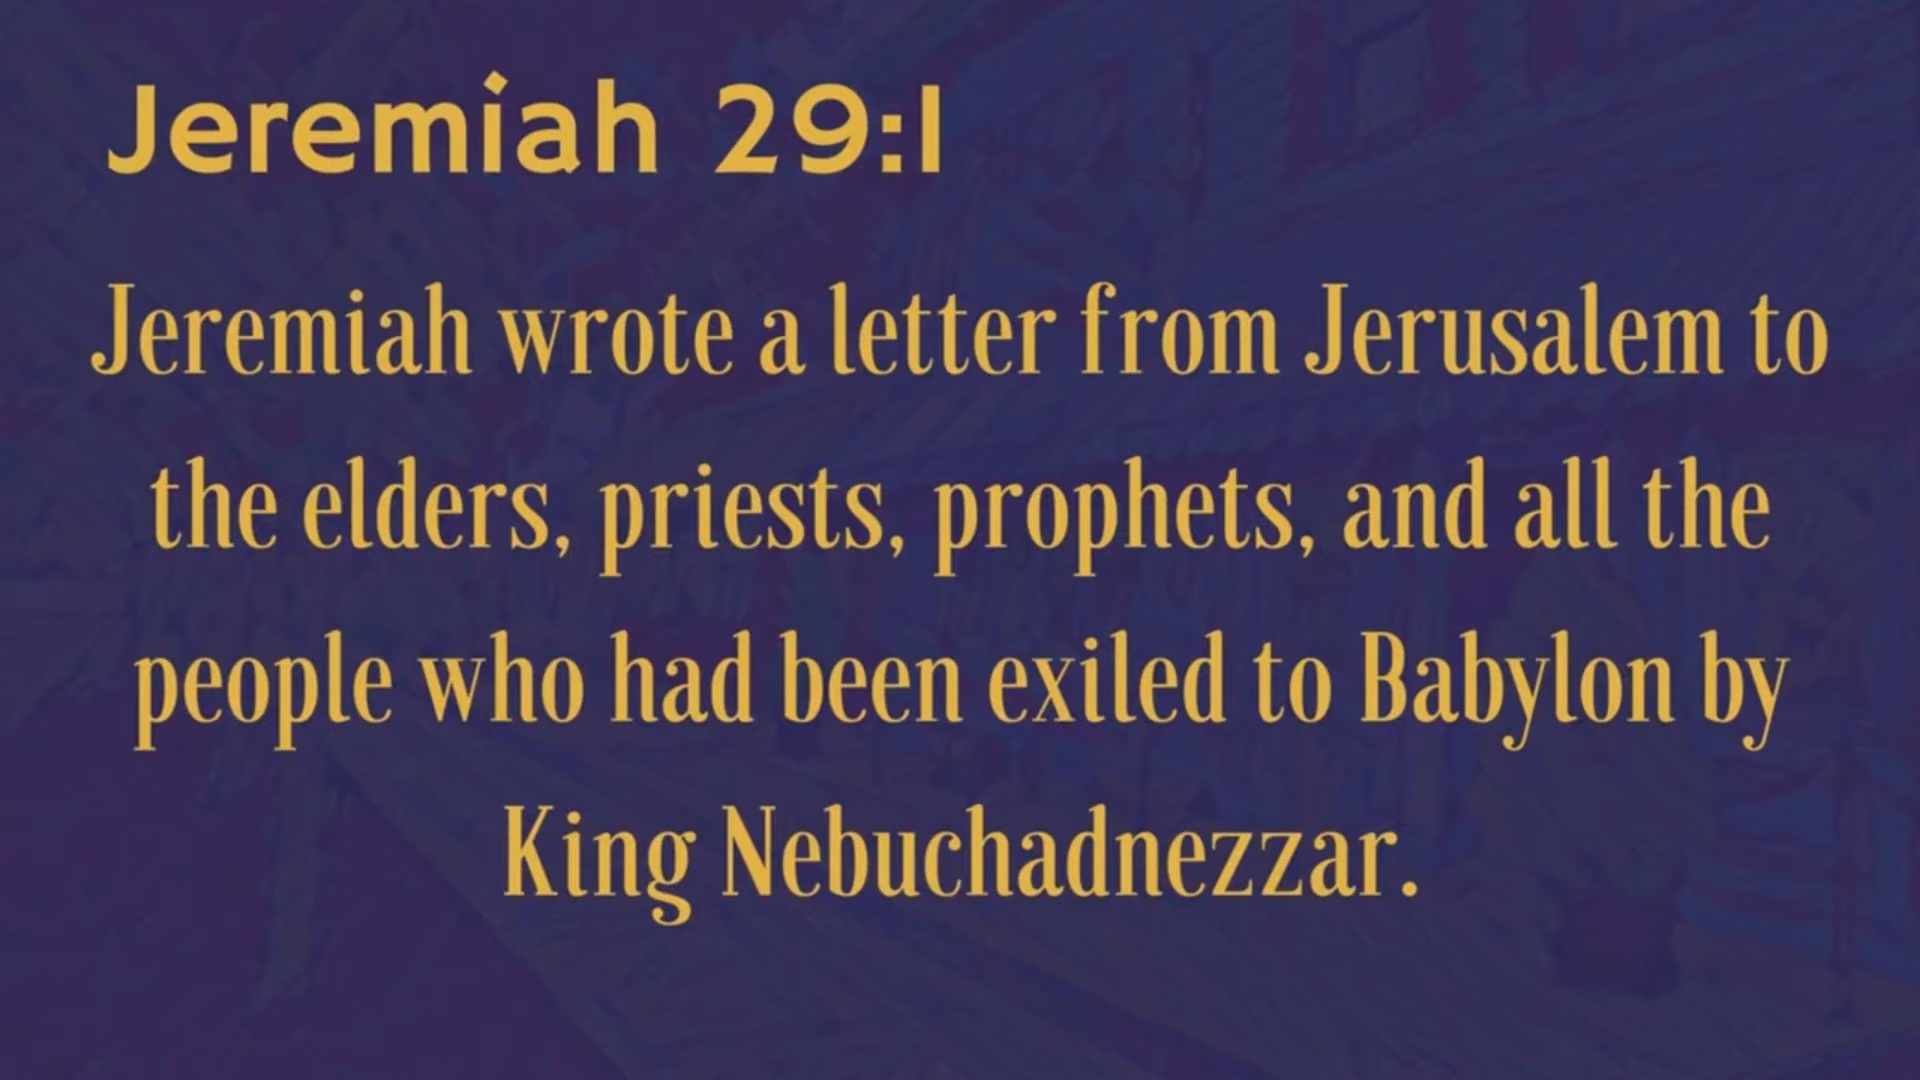 Jeremiah 29:1
Jeremiah wrote a letter from Jerusalem to
the elders, priests, prophets, and all the
people who had been exiled to Babylon by
King Nebuchadnezzar.